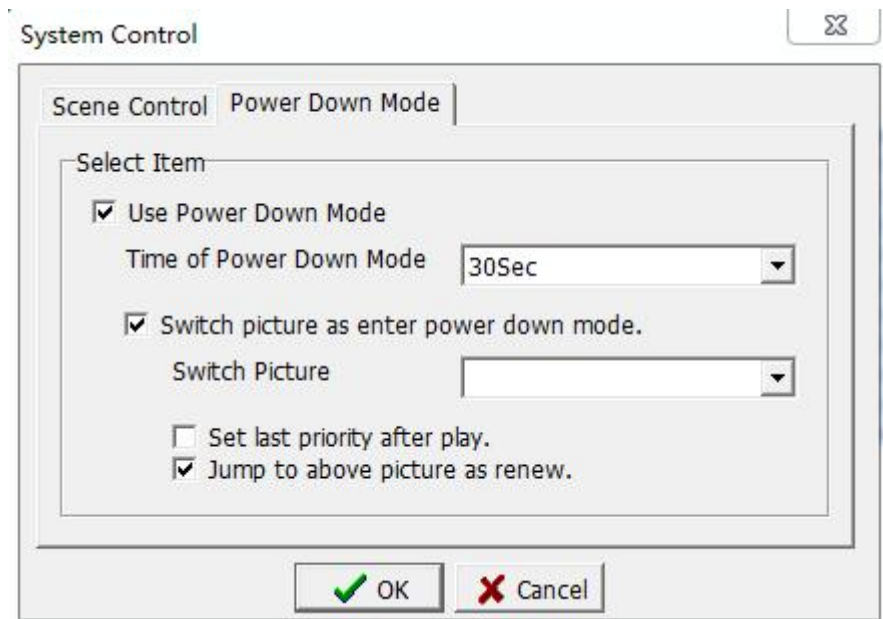 System Control
Scene Control Power Down Mode
Select Item
Use Power Down Mode
Time of Power Down Mode 30Sec
Switch picture as enter power down mode.
Switch Picture
Set last priority after play.
Jump to above picture as renew.
OK Cancel